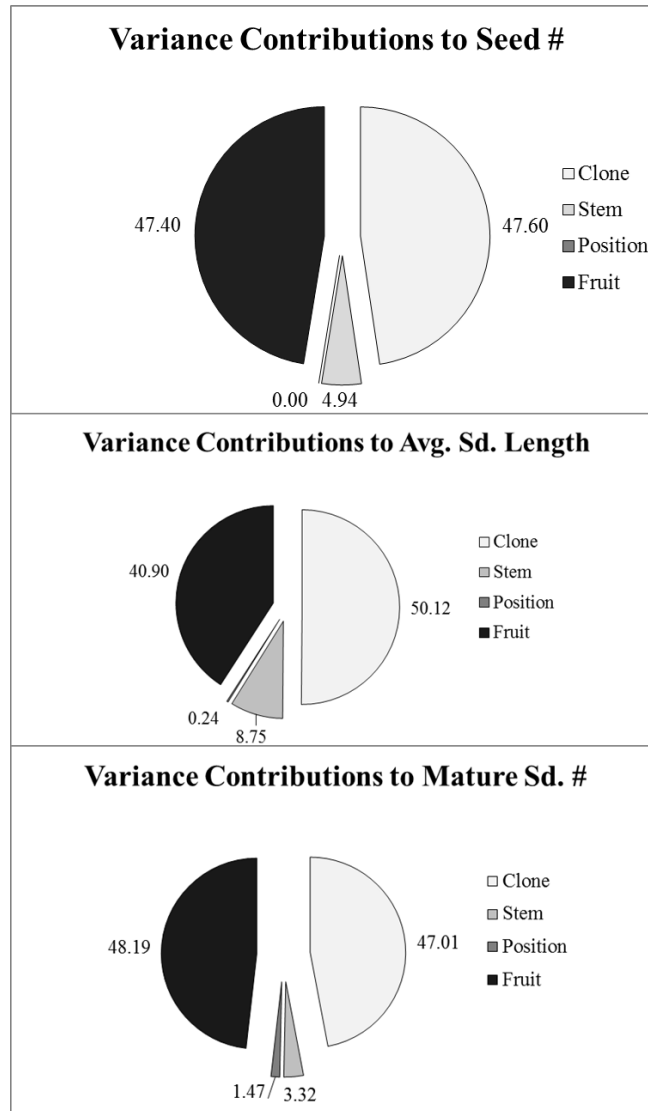 Variance Contributions to Seed #
47.40
47.60
0.00
4.94
Clone
Stem
Position
Fruit
Variance Contributions to Avg. Sd. Length
40.90
50.12
0.24
8.75
Clone
Stem
Position
Fruit
Variance Contributions to Mature Sd. #
48.19
47.01
1.47
3.32
Clone
Stem
Position
Fruit